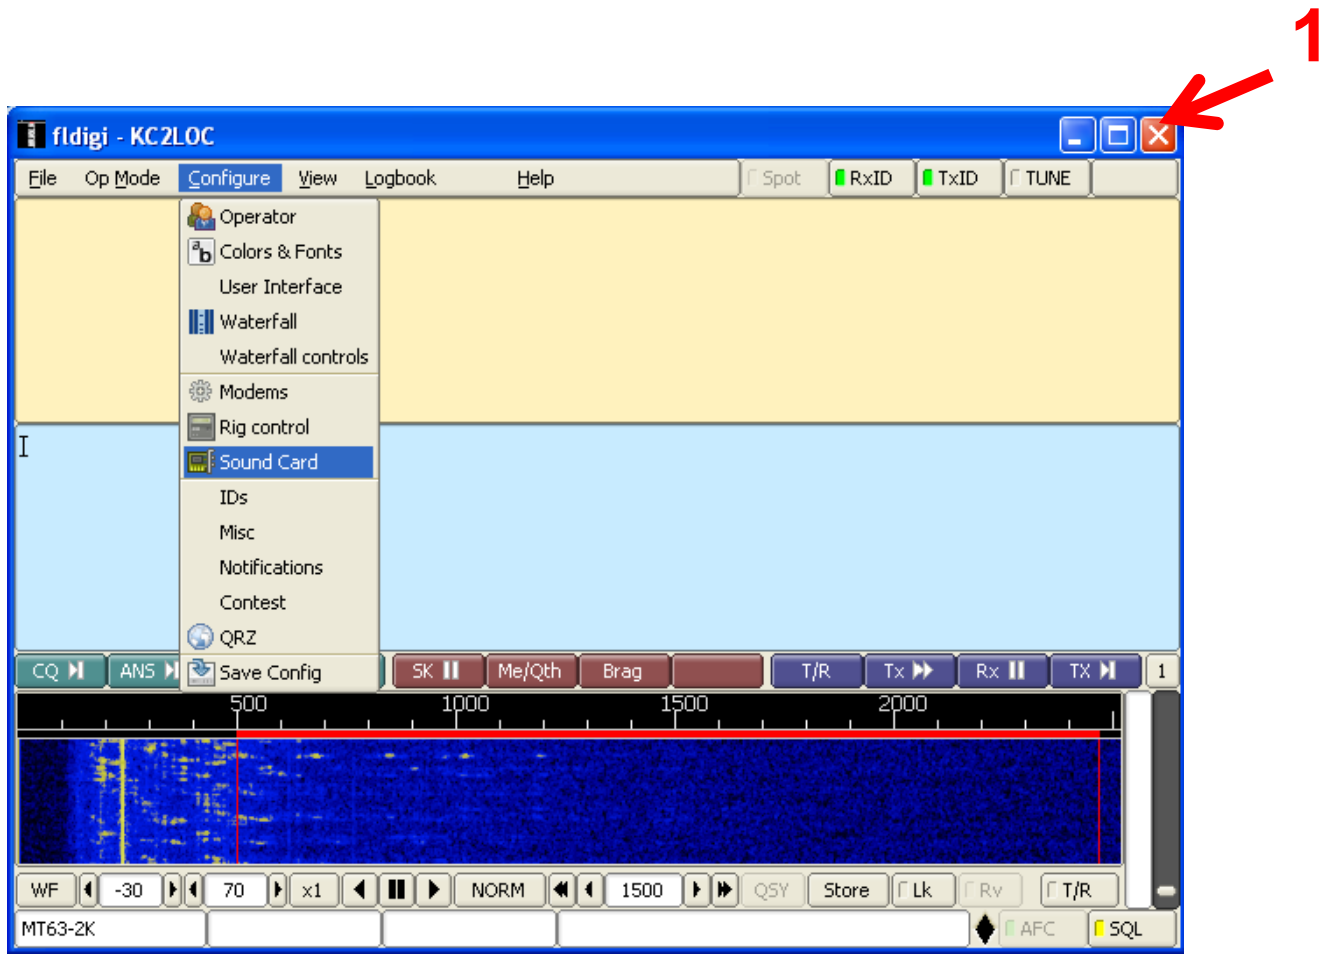 1
fldigi - KC2LOC
File Op Mode Configure View Logbook Help Spot RxID TxID TUNE
Operator
ab Colors & Fonts
User Interface
Waterfall
Waterfall controls
Modems
Rig control
Sound Card
IDs
Misc
Notifications
Contest
QRZ
Save Config
CQ ANS SK Me/Qth Brag T/R Tx Rx TX 1
500 1000 1500 2000
WF -30 70 x1 NORM 1500 QSY Store Lk Rv T/R
MT63-2K AFC SQL